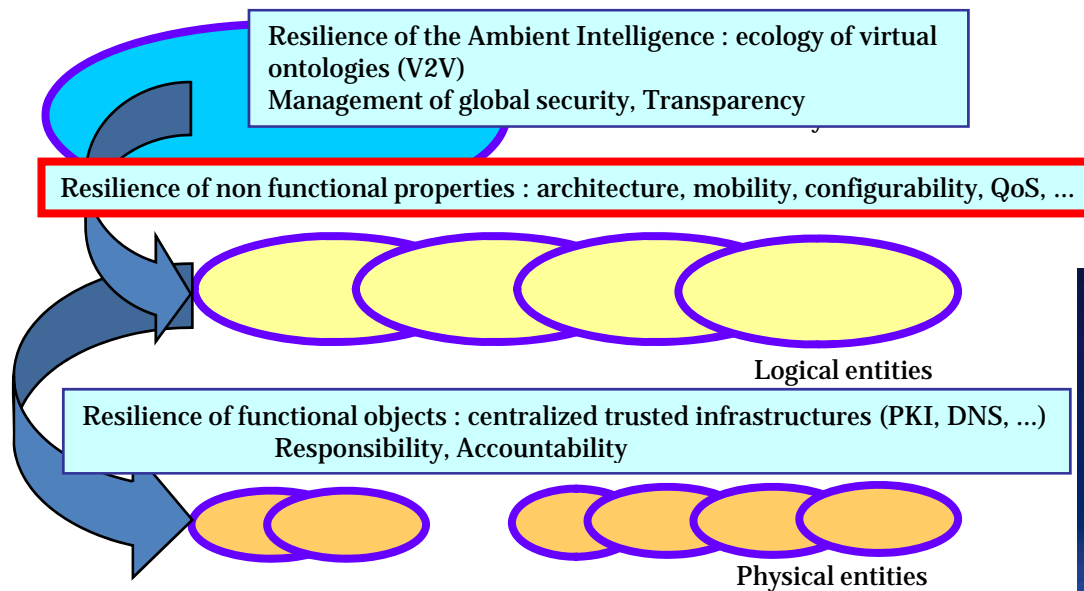 Resilience of the Ambient Intelligence : ecology of virtual
ontologies (V2V)
Management of global security, Transparency
Resilience of non functional properties : architecture, mobility, configurability, QoS, ...
Logical entities
Resilience of functional objects : centralized trusted infrastructures (PKI, DNS, ...)
Responsibility, Accountability
Physical entities